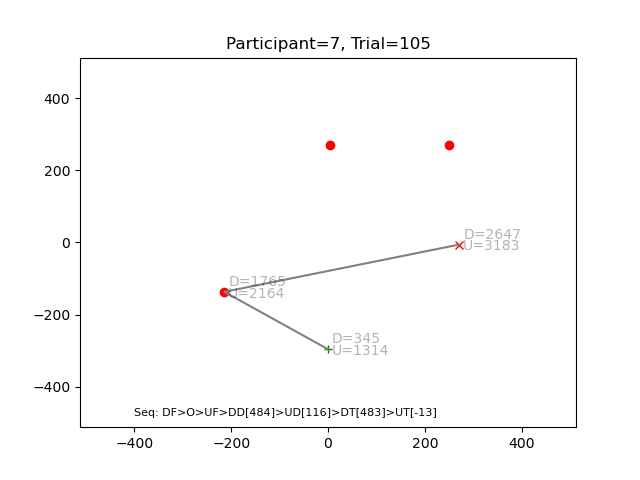 Participant=7, Trial=105
400
200
0
−200
−400
D=2647
U=3183
D=1765
U=2164
D=345
U=1314
Seq: DF>O>UF>DD[484]>UD[116]>DT[483]>UT[-13]
−400 −200 0 200 400